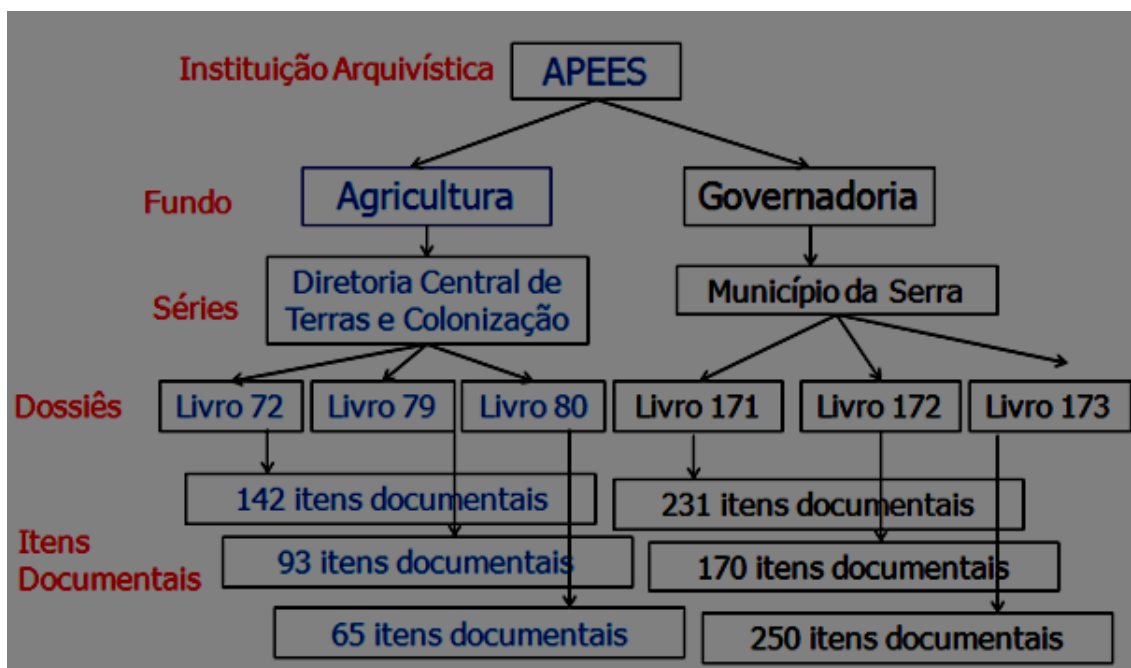 Instituição Arquivística
APEES
Fundo
Agricultura
Governadoria
Séries
Diretoria Central de
Terras e Colonização
Município da Serra
Dossiês
Livro 72
Livro 79
Livro 80
Livro 171
Livro 172
Livro 173
Itens
Documentais
142 itens documentais
231 itens documentais
93 itens documentais
170 itens documentais
65 itens documentais
250 itens documentais